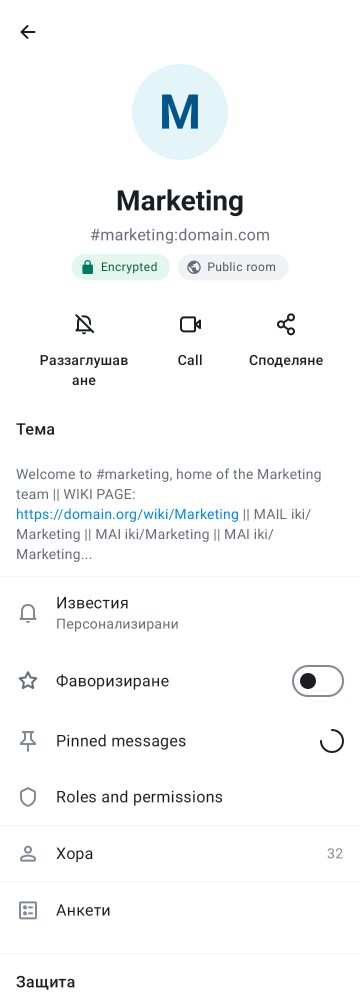 M
Marketing
#marketing:domain.com
Encrypted
Public room
Раззаглушав
ане
Call
Споделяне
Тема
Welcome to #marketing, home of the Marketing
team || WIKI PAGE:
https://domain.org/wiki/Marketing || MAIL iki/
Marketing || MAI iki/Marketing || MAI iki/
Marketing...
Известия
Персонализирани
Фаворизиране
Pinned messages
Roles and permissions
Хора
32
Анкети
Защита